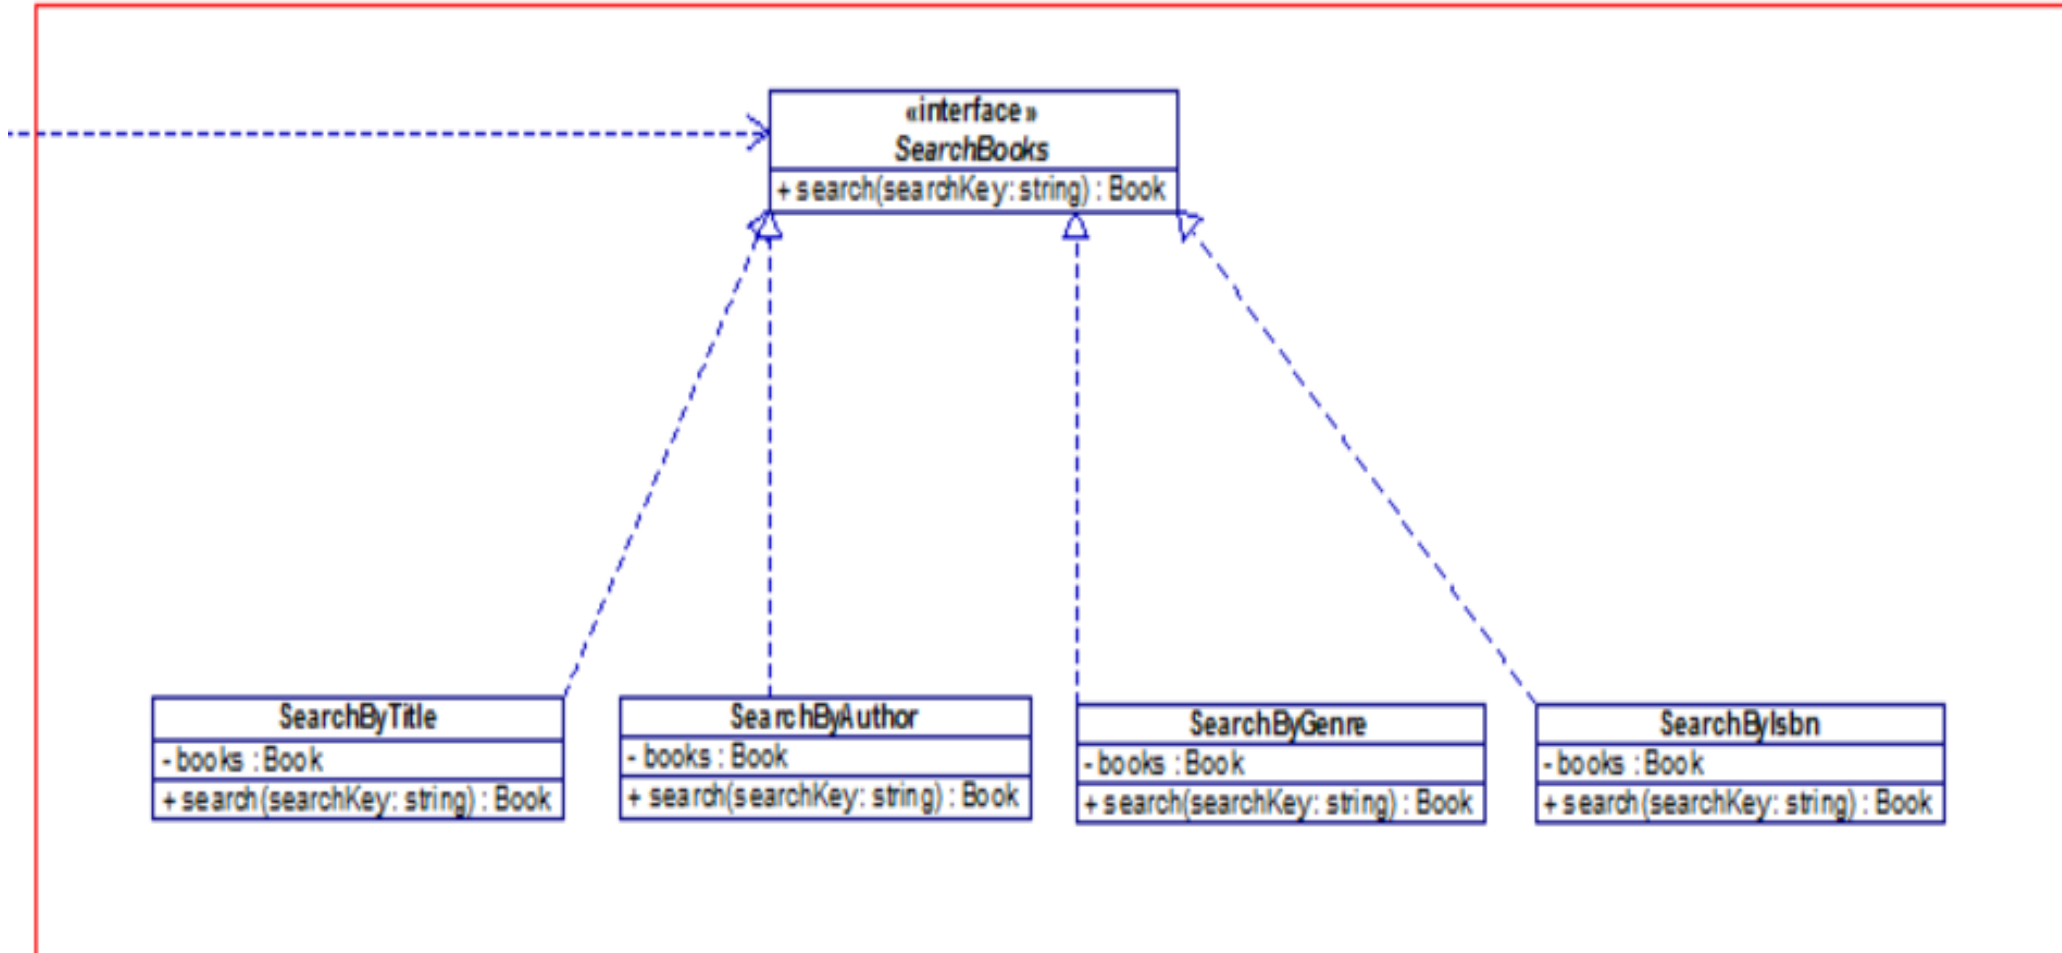 «interface»
SearchBooks
+ search(searchKey: string) : Book
SearchByTitle
- books : Book
+ search(searchKey: string) : Book
SearchByAuthor
- books : Book
+ search(searchKey: string) : Book
SearchByGenre
- books : Book
+ search(searchKey: string) : Book
SearchByIsbn
- books : Book
+ search(searchKey: string) : Book